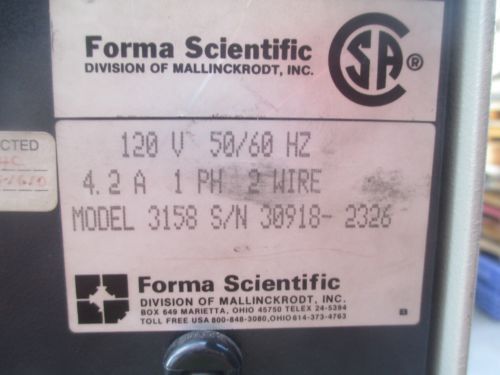 Forma Scientific
DIVISION OF MALLINCKRODT, INC.
CSA®
CTED
120 V 50/60 HZ
4.2 A 1 PH 2 WIRE
MODEL 3158 S/N 30918-2326
Forma Scientific
DIVISION OF MALLINCKRODT, INC.
BOX 649 MARIETTA, OHIO 45750 TELEX 24-5394
TOLL FREE USA 800-848-3080, OHIO 614-373-4763